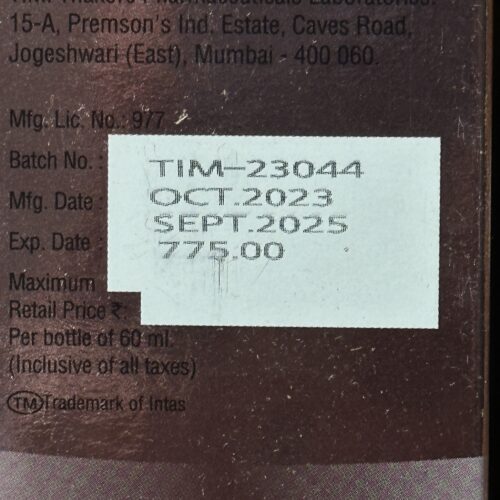 15-A, Premson's Ind. Estate, Caves Road,
Jogeshwari (East), Mumbai - 400 060.
Mfg. Lic. No.: 977
Batch No. : TIM-23044
Mfg. Date : OCT.2023
Exp. Date : SEPT.2025
Maximum 775.00
Retail Price ₹:
Per bottle of 60 ml.
(Inclusive of all taxes)
TM Trademark of Intas